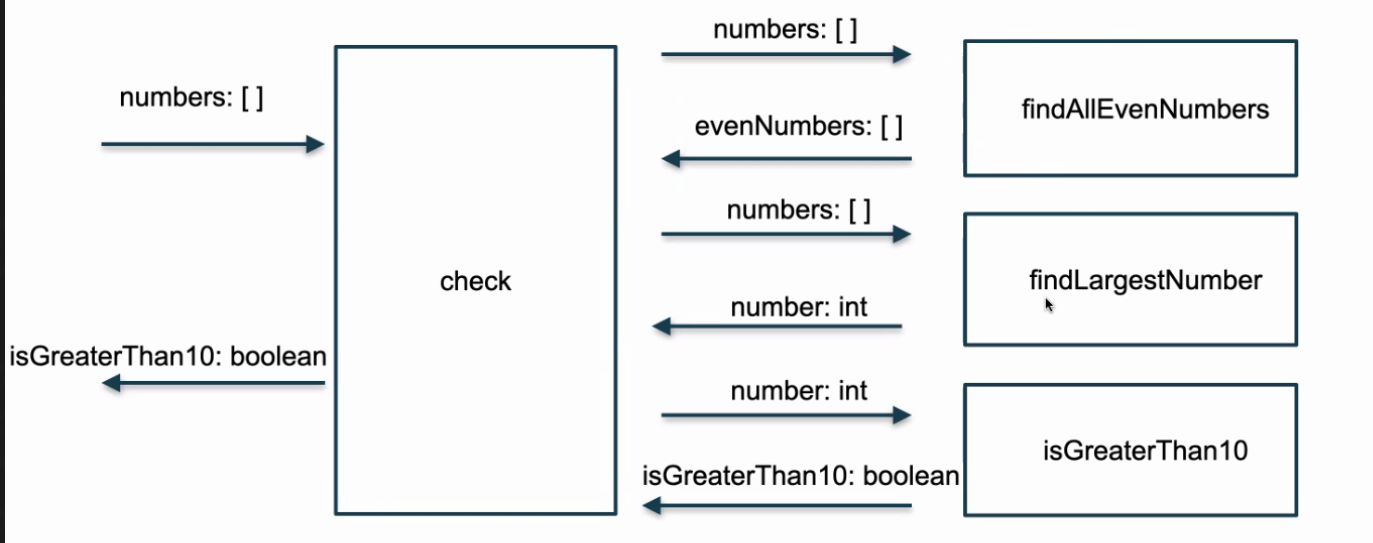 numbers: [ ]
isGreaterThan10: boolean
check
numbers: [ ]
evenNumbers: [ ]
numbers: [ ]
number: int
number: int
isGreaterThan10: boolean
findAllEvenNumbers
findLargestNumber
isGreaterThan10